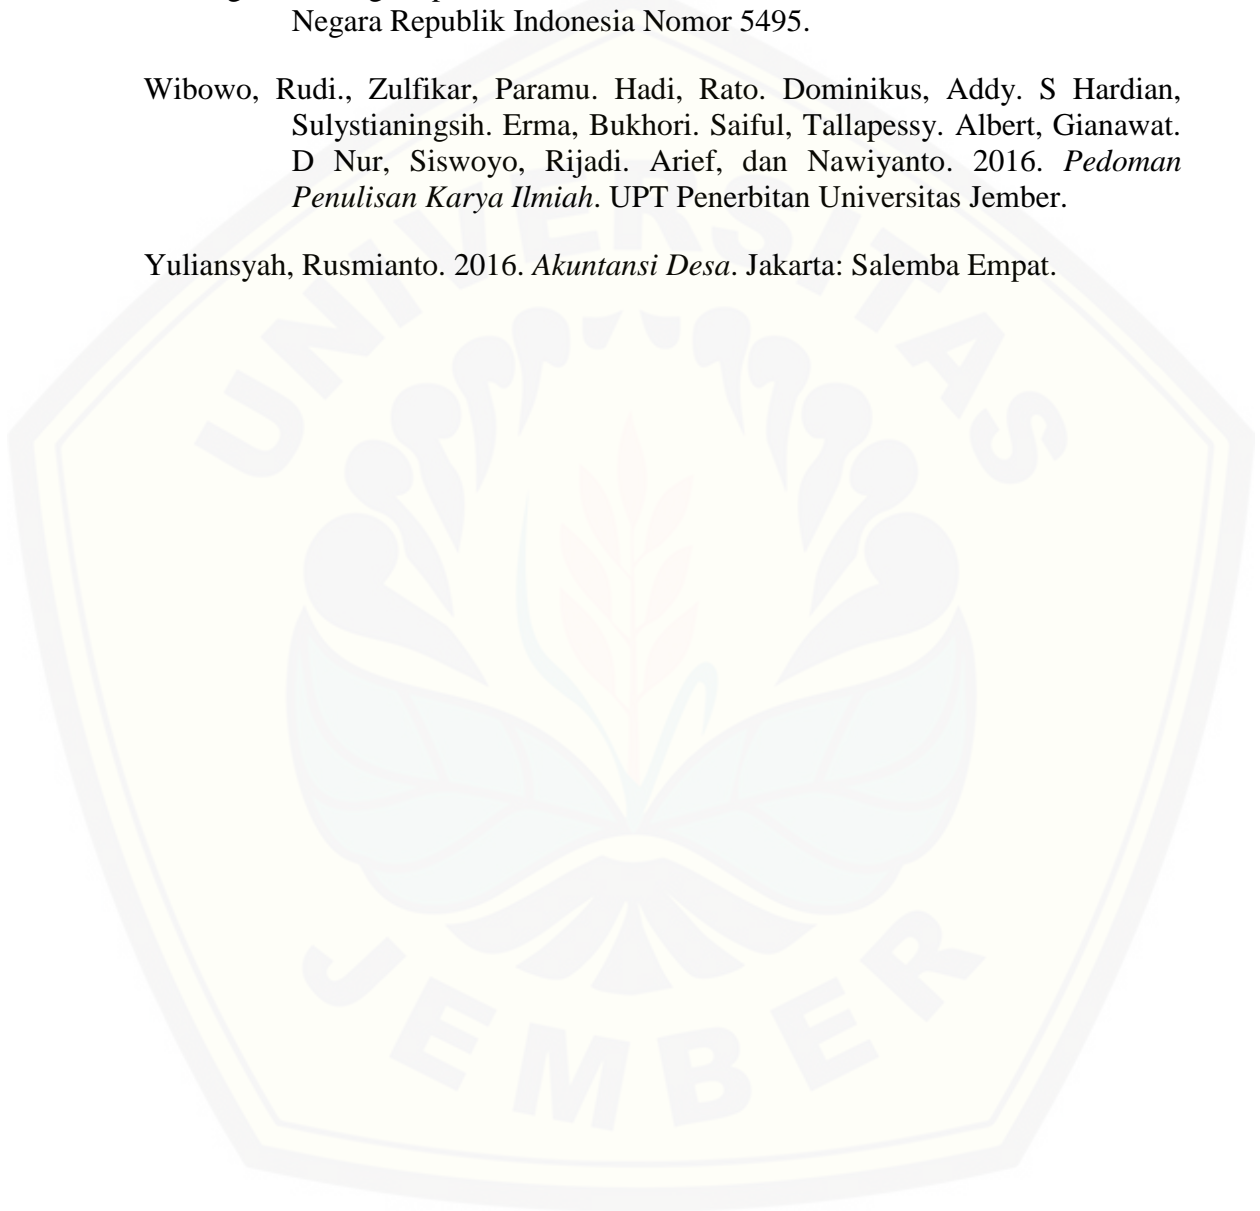 Negara Republik Indonesia Nomor 5495.
Wibowo, Rudi., Zulfikar, Paramu. Hadi, Rato. Dominikus, Addy. S Hardian,
Sulystianingsih. Erma, Bukhori. Saiful, Tallapessy. Albert, Gianawat.
D Nur, Siswoyo, Rijadi. Arief, dan Nawiyanto. 2016. Pedoman
Penulisan Karya Ilmiah. UPT Penerbitan Universitas Jember.
Yuliansyah, Rusmianto. 2016. Akuntansi Desa. Jakarta: Salemba Empat.
UNIVERSITAS
JEMBER